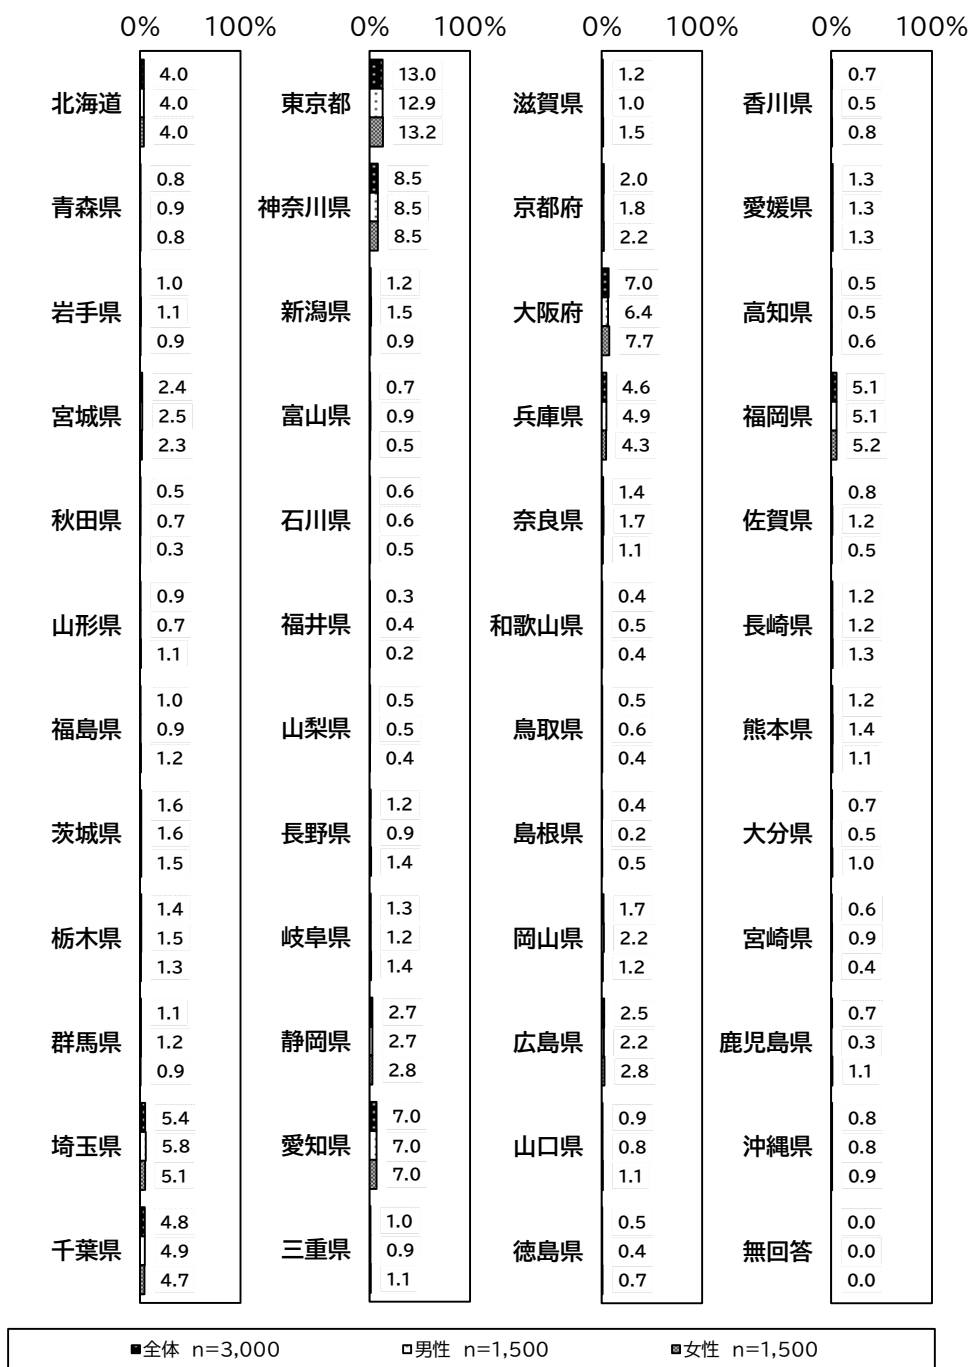 0% 100% 0% 100% 0% 100% 0% 100%
北海道 4.0 4.0 4.0
青森県 0.8 0.9 0.8
岩手県 1.0 1.1 0.9
宮城県 2.4 2.5 2.3
秋田県 0.5 0.7 0.3
山形県 0.9 0.7 1.1
福島県 1.0 0.9 1.2
茨城県 1.6 1.6 1.5
栃木県 1.4 1.5 1.3
群馬県 1.1 1.2 0.9
埼玉県 5.4 5.8 5.1
千葉県 4.8 4.9 4.7
東京都 13.0 12.9 13.2
神奈川県 8.5 8.5 8.5
新潟県 1.2 1.5 0.9
富山県 0.7 0.9 0.5
石川県 0.6 0.6 0.5
福井県 0.3 0.4 0.2
山梨県 0.5 0.5 0.4
長野県 1.2 0.9 1.4
岐阜県 1.3 1.2 1.4
静岡県 2.7 2.7 2.8
愛知県 7.0 7.0 7.0
三重県 1.0 0.9 1.1
滋賀県 1.2 1.0 1.5
京都府 2.0 1.8 2.2
大阪府 7.0 6.4 7.7
兵庫県 4.6 4.9 4.3
奈良県 1.4 1.7 1.1
和歌山県 0.4 0.5 0.4
鳥取県 0.5 0.6 0.4
島根県 0.4 0.2 0.5
岡山県 1.7 2.2 1.2
広島県 2.5 2.2 2.8
山口県 0.9 0.8 1.1
徳島県 0.5 0.4 0.7
香川県 0.7 0.5 0.8
愛媛県 1.3 1.3 1.3
高知県 0.5 0.5 0.6
福岡県 5.1 5.1 5.2
佐賀県 0.8 1.2 0.5
長崎県 1.2 1.2 1.3
熊本県 1.2 1.4 1.1
大分県 0.7 0.5 1.0
宮崎県 0.6 0.9 0.4
鹿児島県 0.7 0.3 1.1
沖縄県 0.8 0.8 0.9
無回答 0.0 0.0 0.0
全体 n=3,000 男性 n=1,500 女性 n=1,500